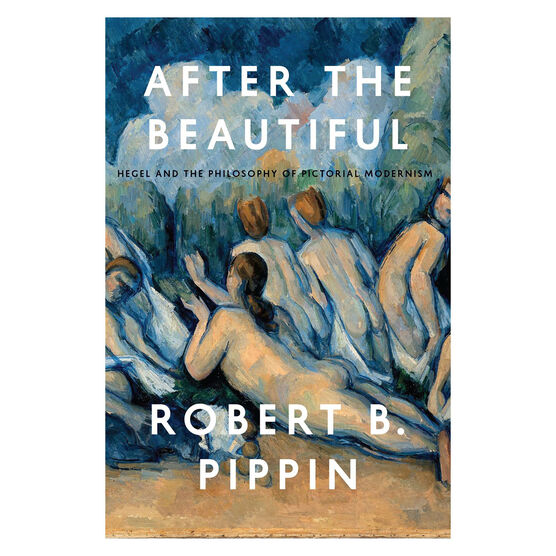 AFTER THE
BEAUTIFUL
HEGEL AND THE PHILOSOPHY OF PICTORIAL MODERNISM
ROBERT B.
PIPPIN